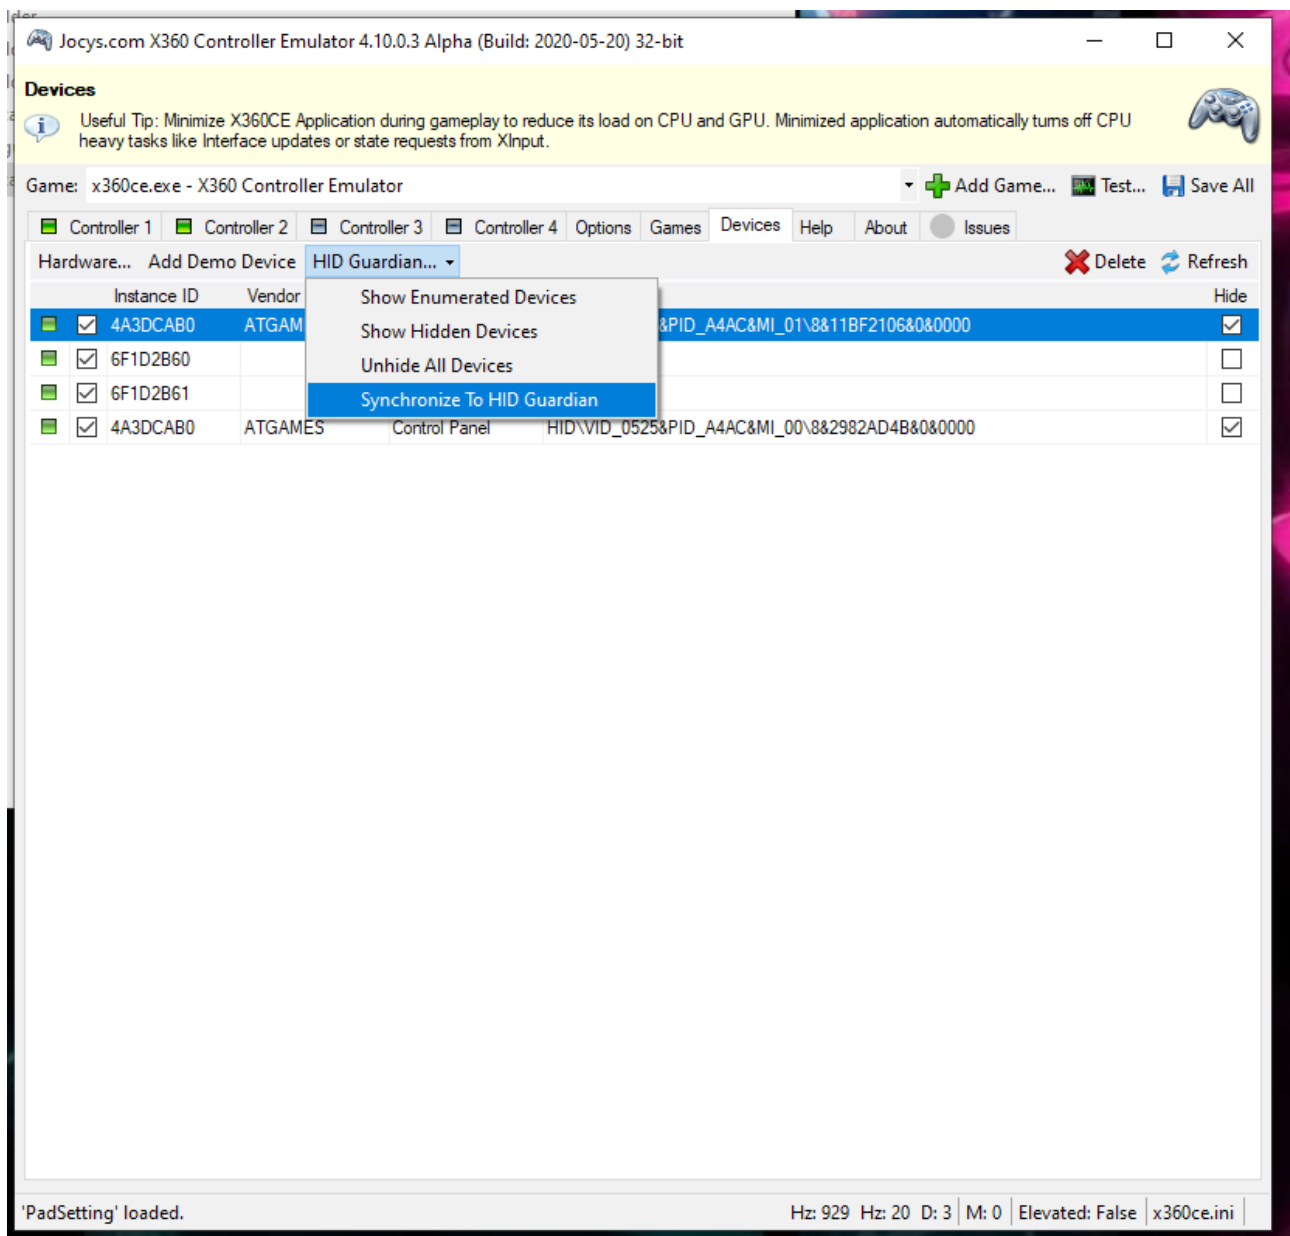 Jocys.com X360 Controller Emulator 4.10.0.3 Alpha (Build: 2020-05-20) 32-bit
Devices
Useful Tip: Minimize X360CE Application during gameplay to reduce its load on CPU and GPU. Minimized application automatically turns off CPU
heavy tasks like Interface updates or state requests from XInput.
Game: x360ce.exe - X360 Controller Emulator Add Game... Test... Save All
Controller 1 Controller 2 Controller 3 Controller 4 Options Games Devices Help About Issues
Hardware... Add Demo Device HID Guardian... Delete Refresh
Instance ID Vendor Hide
Show Enumerated Devices
4A3DCAB0 ATGAM &PID_A4AC&MI_01\8&11BF2106&0&0000
Show Hidden Devices
6F1D2B60
Unhide All Devices
6F1D2B61
Synchronize To HID Guardian
4A3DCAB0 ATGAMES Control Panel HID\VID_0525&PID_A4AC&MI_00\8&2982AD4B&0&0000
'PadSetting' loaded. Hz: 929 Hz: 20 D: 3 M: 0 Elevated: False x360ce.ini